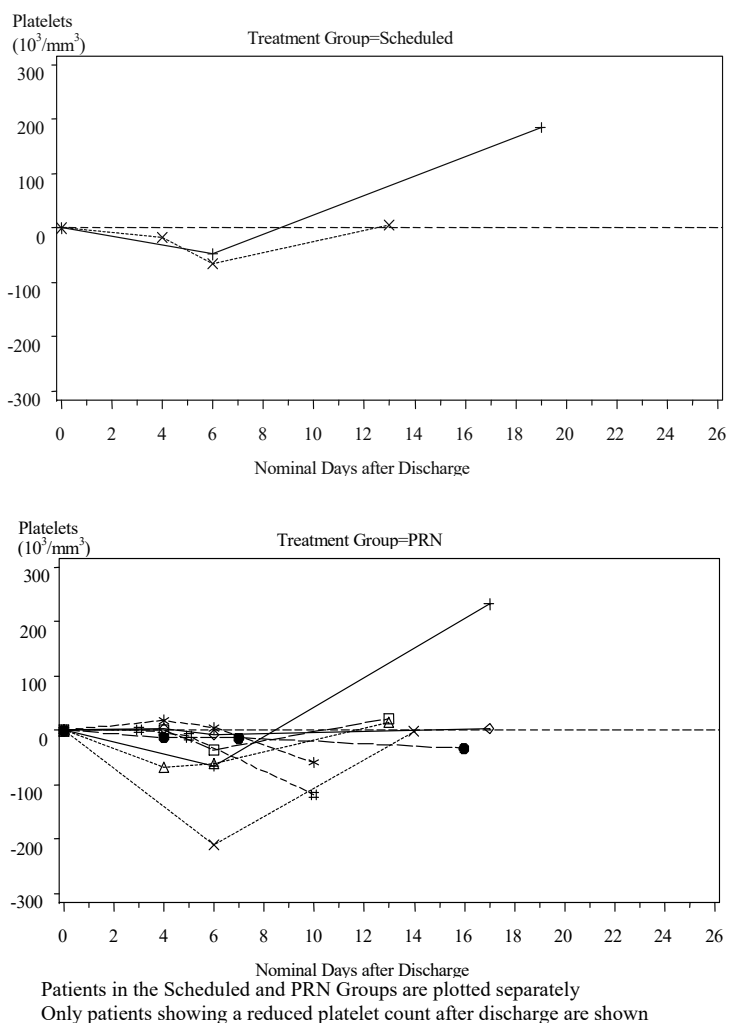 Platelets
(10³/mm³)
Treatment Group=Scheduled
300
200
100
0
-100
-200
-300
0 2 4 6 8 10 12 14 16 18 20 22 24 26
Nominal Days after Discharge
Platelets
(10³/mm³)
Treatment Group=PRN
300
200
100
0
-100
-200
-300
0 2 4 6 8 10 12 14 16 18 20 22 24 26
Nominal Days after Discharge
Patients in the Scheduled and PRN Groups are plotted separately
Only patients showing a reduced platelet count after discharge are shown